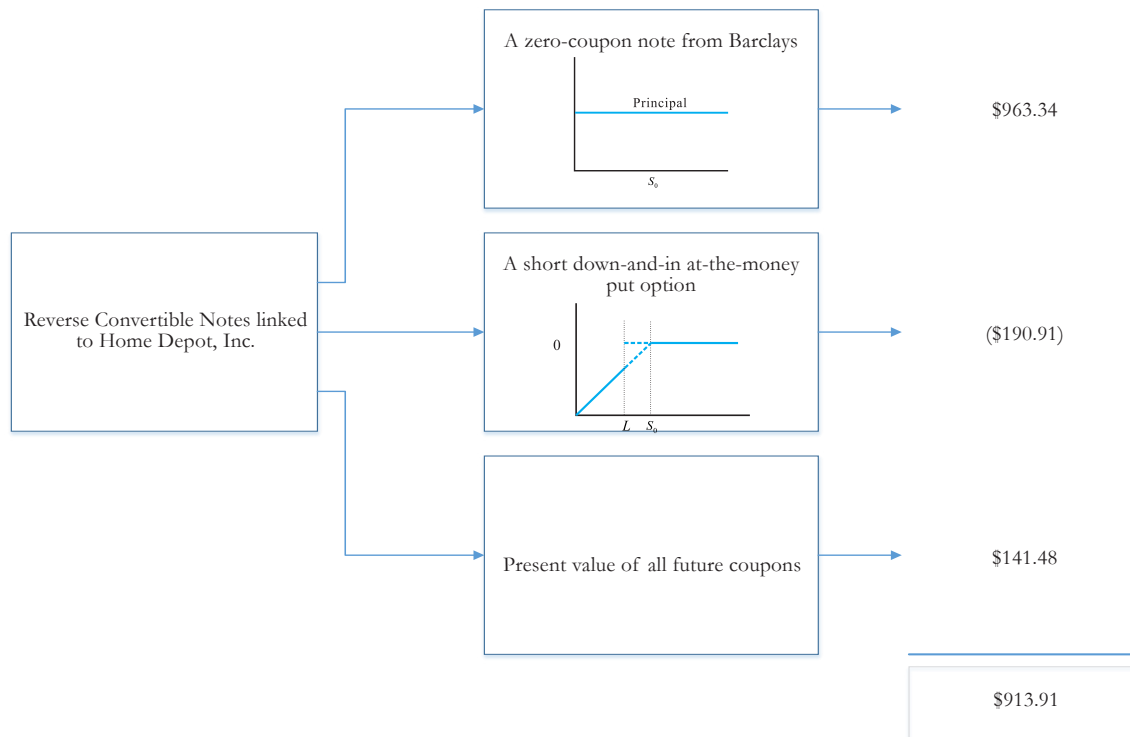 A zero-coupon note from Barclays
Principal
S₀
$963.34
Reverse Convertible Notes linked
to Home Depot, Inc.
A short down-and-in at-the-money
put option
0
L S₀
($190.91)
Present value of all future coupons
$141.48
$913.91